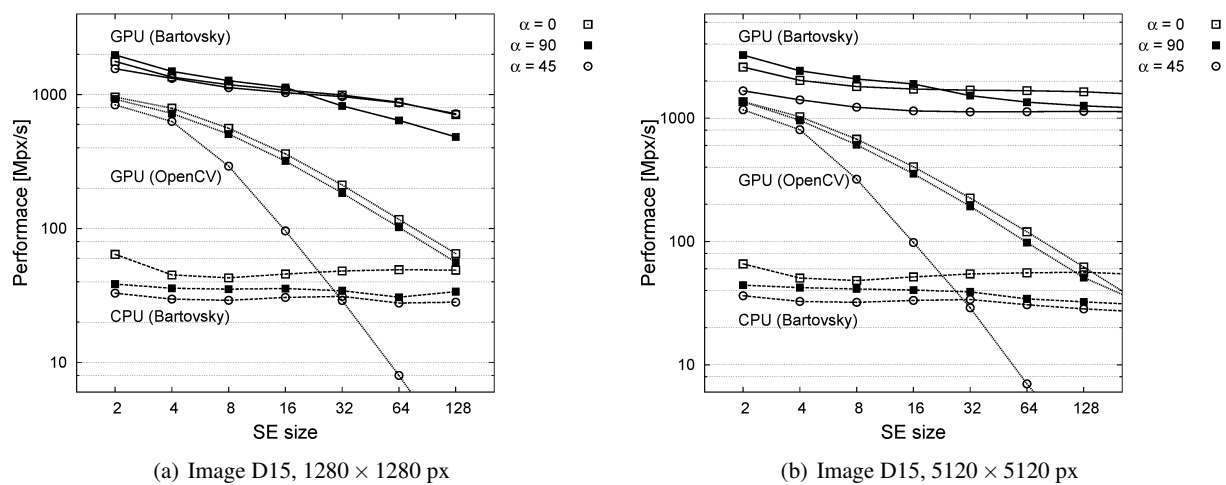 GPU (Bartovsky)
GPU (OpenCV)
CPU (Bartovsky)
α = 0
α = 90
α = 45
Performace [Mpx/s]
1000
100
10
2 4 8 16 32 64 128
SE size
(a) Image D15, 1280 × 1280 px
GPU (Bartovsky)
GPU (OpenCV)
CPU (Bartovsky)
α = 0
α = 90
α = 45
Performace [Mpx/s]
1000
100
10
2 4 8 16 32 64 128
SE size
(b) Image D15, 5120 × 5120 px